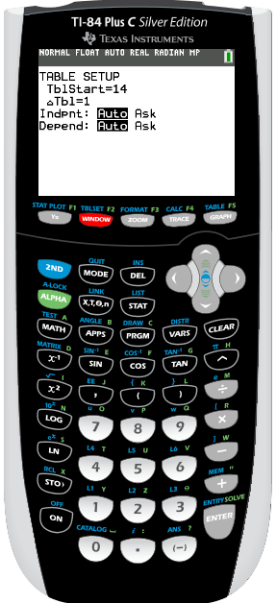 TI-84 Plus C Silver Edition
TEXAS INSTRUMENTS
NORMAL FLOAT AUTO REAL RADIAN MP
TABLE SETUP
TblStart=14
△Tbl=1
Indpnt: Auto Ask
Depend: Auto Ask
STAT PLOT F1 TBLSET F2 FORMAT F3 CALC F4 TABLE F5
Y= WINDOW ZOOM TRACE GRAPH
QUIT INS
2ND MODE DEL
A-LOCK LINK LIST
ALPHA X,T,Θ,n STAT
TEST A ANGLE B DRAW C DISTR
MATH APPS PRGM VARS CLEAR
MATRIX D SIN⁻¹ E COS⁻¹ F TAN⁻¹ G π H
X⁻¹ SIN COS TAN ^
√ I EE J { K } L e M
X² , ( ) ÷
10ˣ N u O v P w Q [ R
LOG 7 8 9 ×
eˣ S L4 T L5 U L6 V ] W
LN 4 5 6 −
RCL X L1 Y L2 Z L3 θ MEM "
STO› 1 2 3 +
OFF CATALOG ⎵ i : ANS ? ENTRY SOLVE
ON 0 . (−) ENTER